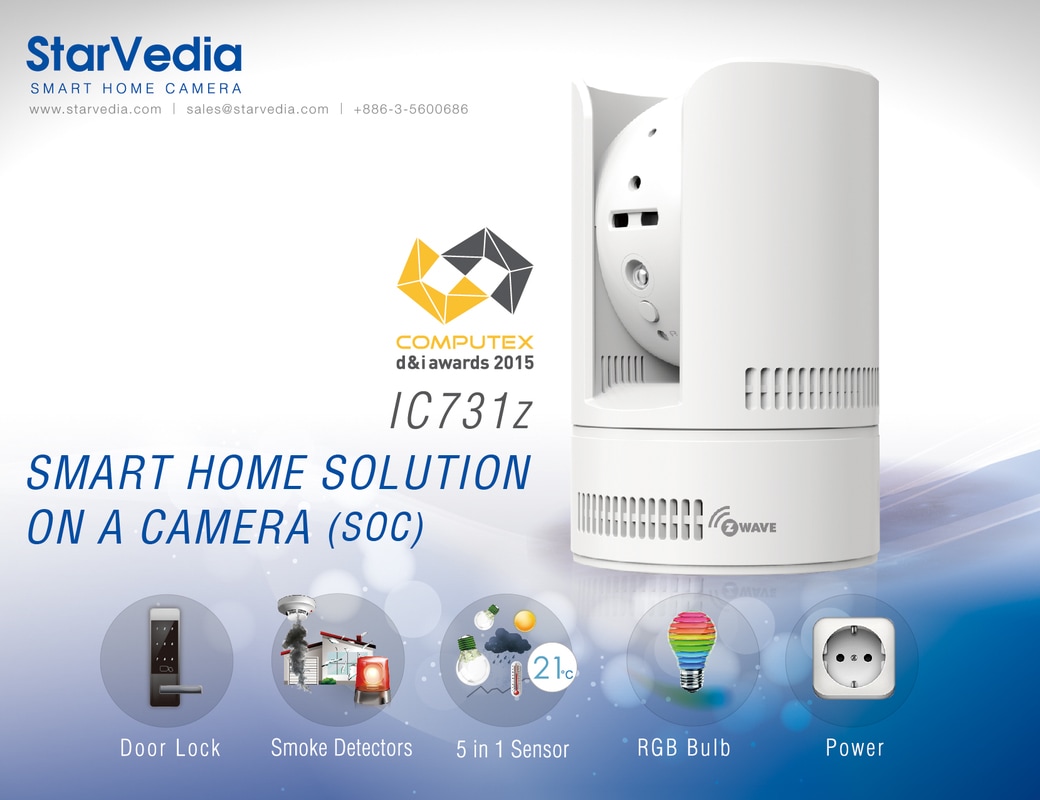 StarVedia
SMART HOME CAMERA
www.starvedia.com | sales@starvedia.com | +886-3-5600686
COMPUTEX
d&i awards 2015
IC731z
SMART HOME SOLUTION
ON A CAMERA (SOC)
Z WAVE
21°C
Door Lock
Smoke Detectors
5 in 1 Sensor
RGB Bulb
Power